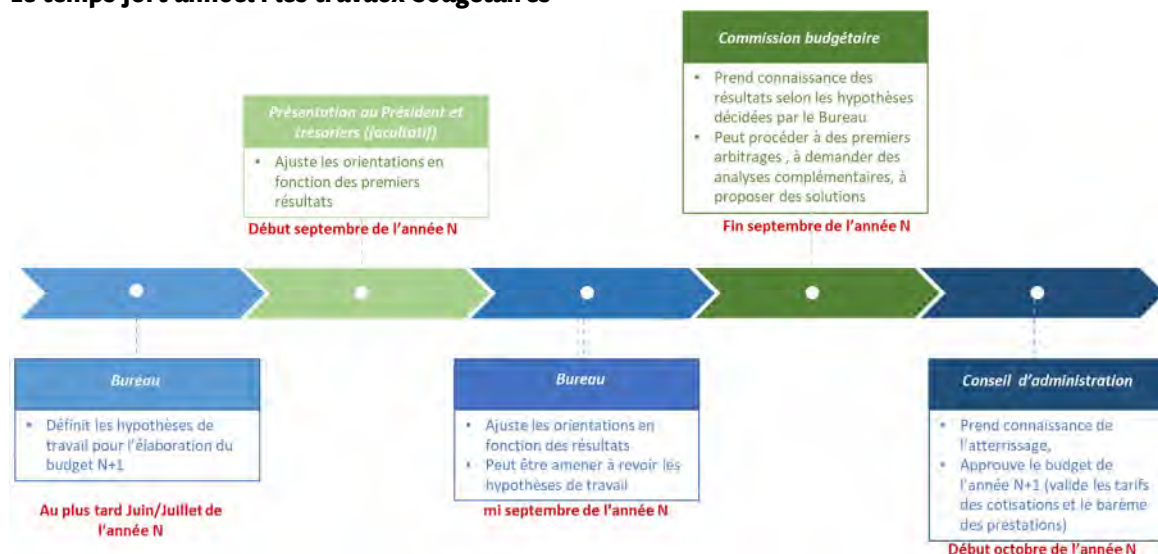 Commission budgétaire
• Prend connaissance des
résultats selon les hypothèses
décidées par le Bureau
• Peut procéder à des premiers
arbitrages , à demander des
analyses complémentaires, à
proposer des solutions
Fin septembre de l'année N
Présentation au Président et
trésoriers (facultatif)
• Ajuste les orientations en
fonction des premiers
résultats
Début septembre de l'année N
Bureau
• Définit les hypothèses de
travail pour l'élaboration du
budget N+1
Au plus tard Juin/Juillet de
l'année N
Bureau
• Ajuste les orientations en
fonction des résultats
• Peut être amener à revoir les
hypothèses de travail
mi septembre de l'année N
Conseil d'administration
• Prend connaissance de
l'atterrissage,
• Approuve le budget de
l'année N+1 (valide les tarifs
des cotisations et le barème
des prestations)
Début octobre de l'année N